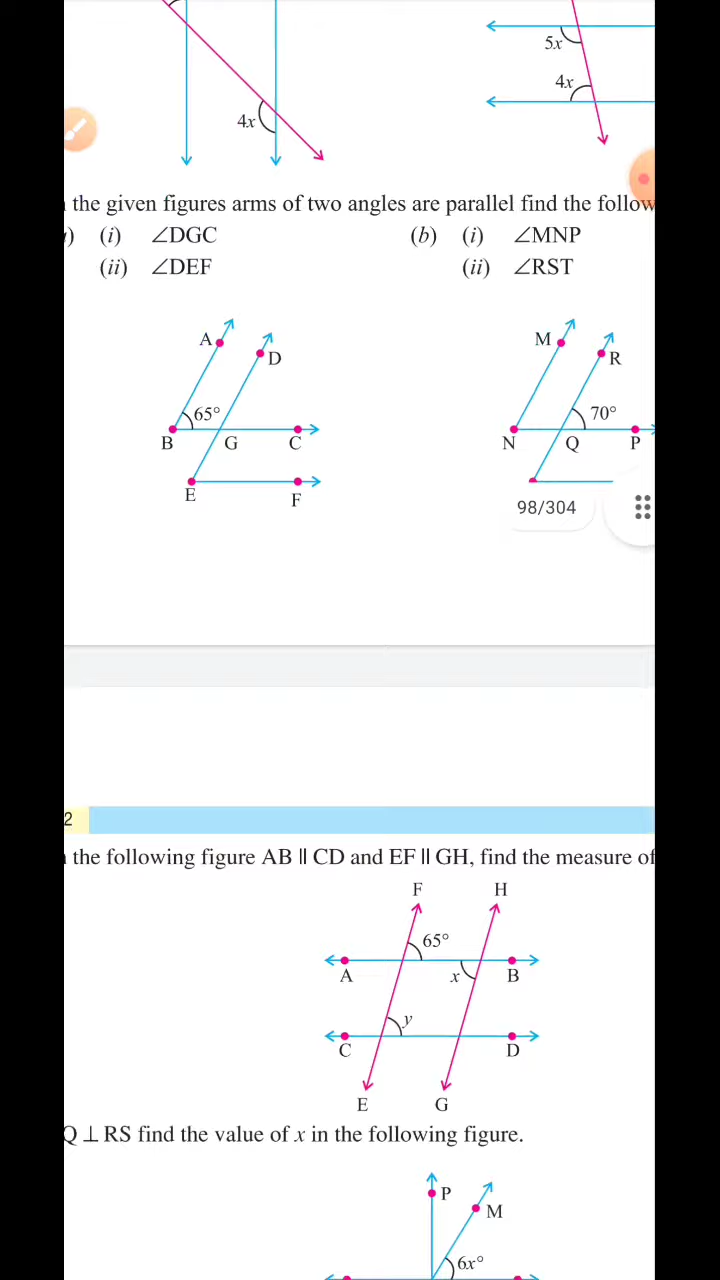 4x
5x
4x
the given figures arms of two angles are parallel find the follow
(i) ∠DGC
(ii) ∠DEF
(b) (i) ∠MNP
(ii) ∠RST
A
D
65°
B G C
E F
M
R
70°
N Q P
98/304
2
the following figure AB || CD and EF || GH, find the measure of
F H
65°
A x B
y
C D
E G
Q ⊥ RS find the value of x in the following figure.
P
M
6x°